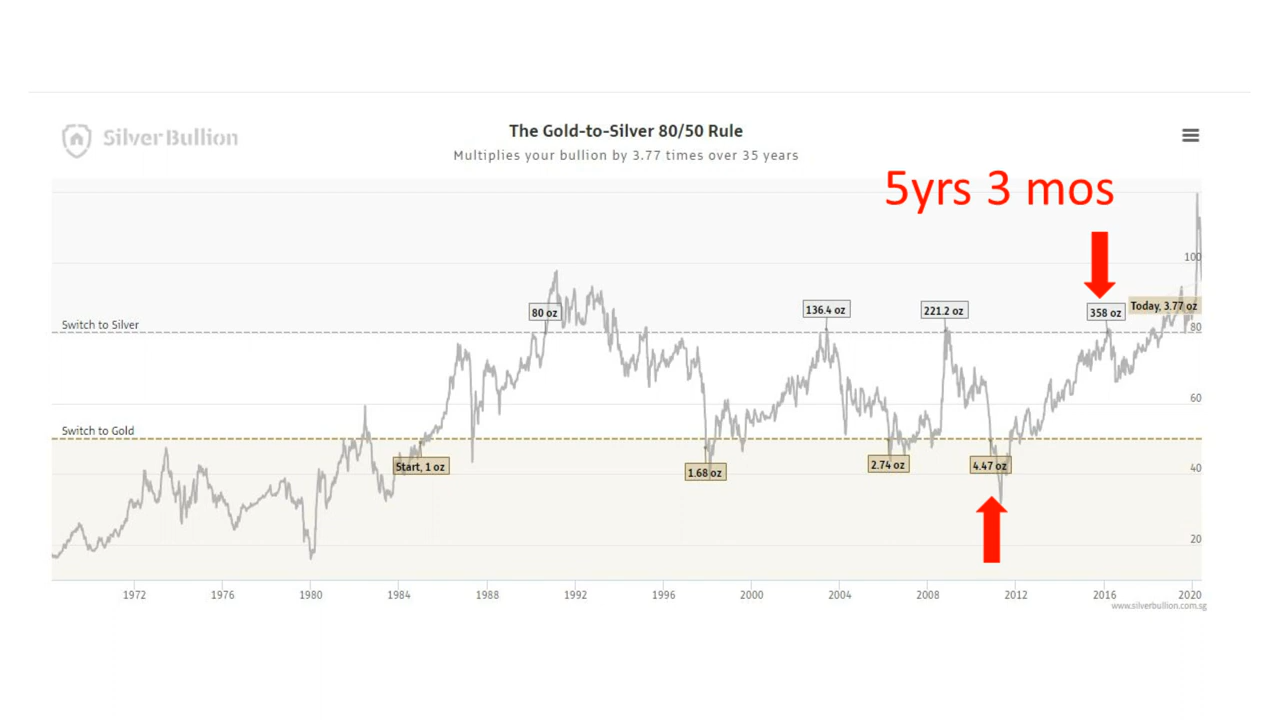 SilverBullion
The Gold-to-Silver 80/50 Rule
Multiplies your bullion by 3.77 times over 35 years
5yrs 3 mos
100
Today, 3.77 oz
80 oz
136.4 oz
221.2 oz
358 oz
Switch to Silver
80
60
Switch to Gold
Start, 1 oz
1.68 oz
2.74 oz
4.47 oz
40
20
1972 1976 1980 1984 1988 1992 1996 2000 2004 2008 2012 2016 2020
www.silverbullion.com.sg